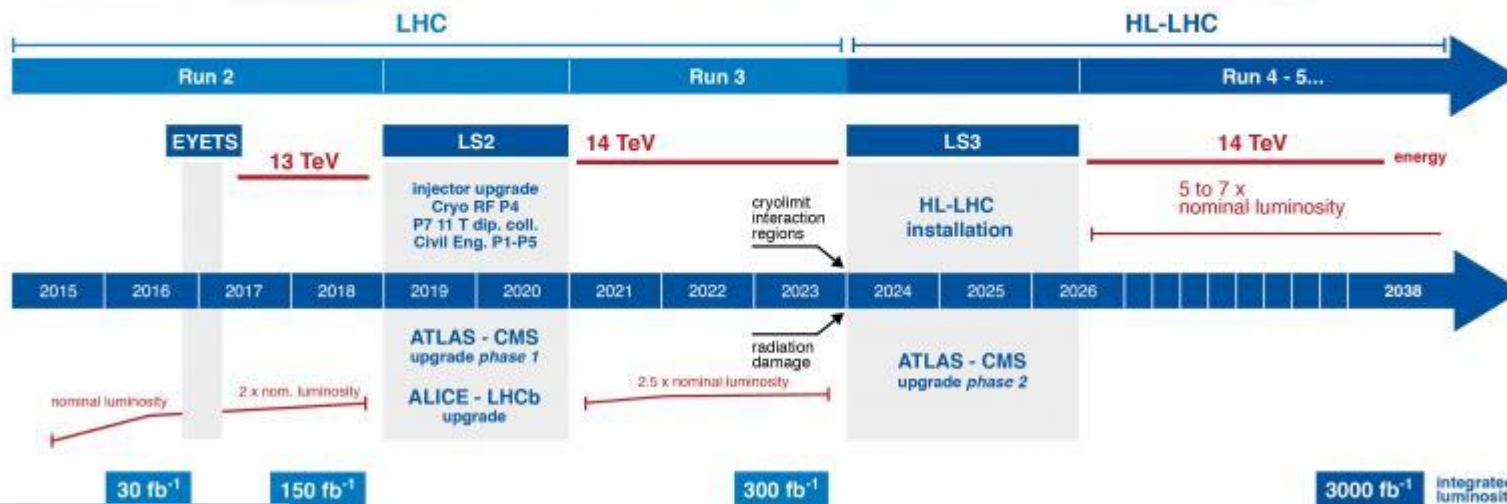 LHC
HL-LHC
Run 2
Run 3
Run 4 - 5...
EYETS
13 TeV
LS2
14 TeV
LS3
14 TeV
energy
injector upgrade
Cryo RF P4
P7 11 T dip. coll.
Civil Eng. P1-P5
cryolimit
interaction
regions
HL-LHC
installation
5 to 7 x
nominal luminosity
2015
2016
2017
2018
2019
2020
2021
2022
2023
2024
2025
2026
2038
nominal luminosity
2 x nom. luminosity
ATLAS - CMS
upgrade phase 1
ALICE - LHCb
upgrade
2.5 x nominal luminosity
radiation
damage
ATLAS - CMS
upgrade phase 2
30 fb-1
150 fb-1
300 fb-1
3000 fb-1
integrated
luminosity